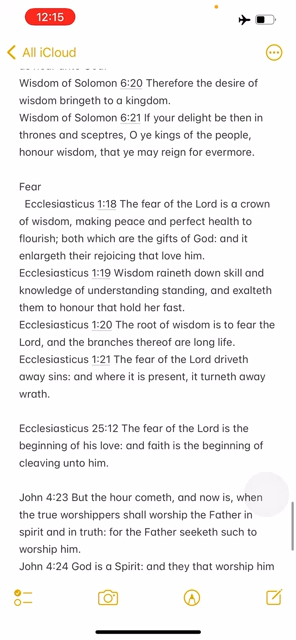 12:15
All iCloud
Wisdom of Solomon 6:20 Therefore the desire of
wisdom bringeth to a kingdom.
Wisdom of Solomon 6:21 If your delight be then in
thrones and sceptres, O ye kings of the people,
honour wisdom, that ye may reign for evermore.
Fear
Ecclesiasticus 1:18 The fear of the Lord is a crown
of wisdom, making peace and perfect health to
flourish; both which are the gifts of God: and it
enlargeth their rejoicing that love him.
Ecclesiasticus 1:19 Wisdom raineth down skill and
knowledge of understanding standing, and exalteth
them to honour that hold her fast.
Ecclesiasticus 1:20 The root of wisdom is to fear the
Lord, and the branches thereof are long life.
Ecclesiasticus 1:21 The fear of the Lord driveth
away sins: and where it is present, it turneth away
wrath.
Ecclesiasticus 25:12 The fear of the Lord is the
beginning of his love: and faith is the beginning of
cleaving unto him.
John 4:23 But the hour cometh, and now is, when
the true worshippers shall worship the Father in
spirit and in truth: for the Father seeketh such to
worship him.
John 4:24 God is a Spirit: and they that worship him